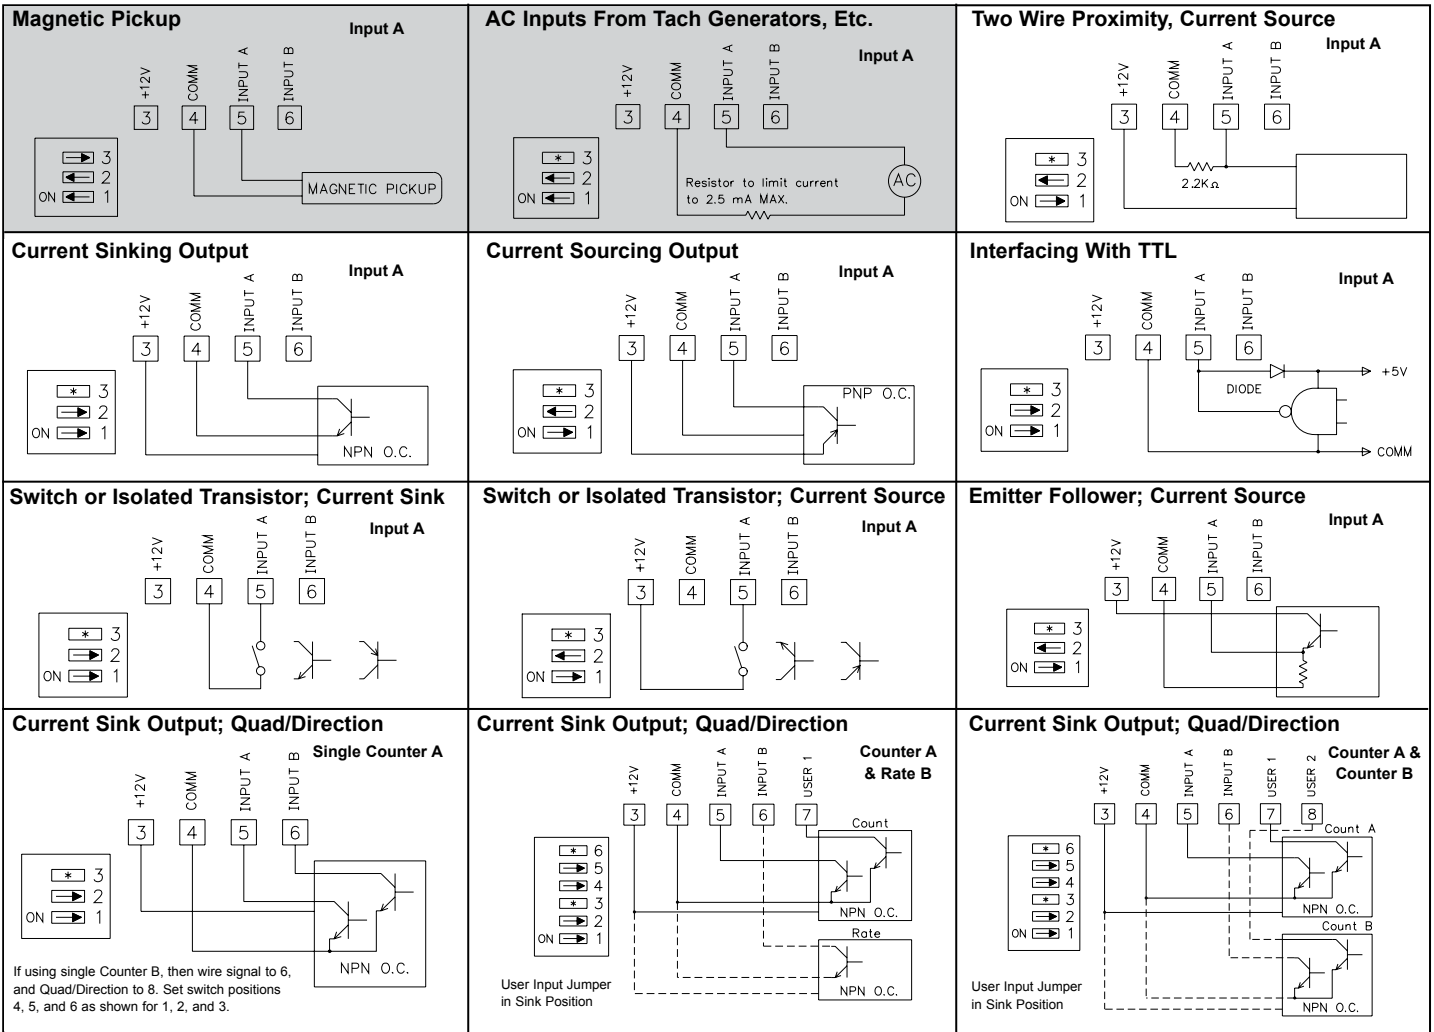 Magnetic Pickup
Input A
+12V
COMM
INPUT A
INPUT B
3 4 5 6
3
2
ON 1
MAGNETIC PICKUP
AC Inputs From Tach Generators, Etc.
Input A
+12V
COMM
INPUT A
INPUT B
3 4 5 6
* 3
2
ON 1
Resistor to limit current
to 2.5 mA MAX.
AC
Two Wire Proximity, Current Source
Input A
+12V
COMM
INPUT A
INPUT B
3 4 5 6
* 3
2
ON 1
2.2KΩ
Current Sinking Output
Input A
+12V
COMM
INPUT A
INPUT B
3 4 5 6
* 3
2
ON 1
NPN O.C.
Current Sourcing Output
Input A
+12V
COMM
INPUT A
INPUT B
3 4 5 6
* 3
2
ON 1
PNP O.C.
Interfacing With TTL
Input A
+12V
COMM
INPUT A
INPUT B
3 4 5 6
* 3
2
ON 1
DIODE
+5V
COMM
Switch or Isolated Transistor; Current Sink
Input A
+12V
COMM
INPUT A
INPUT B
3 4 5 6
* 3
2
ON 1
Switch or Isolated Transistor; Current Source
Input A
+12V
COMM
INPUT A
INPUT B
3 4 5 6
* 3
2
ON 1
Emitter Follower; Current Source
Input A
+12V
COMM
INPUT A
INPUT B
3 4 5 6
* 3
2
ON 1
Current Sink Output; Quad/Direction
Single Counter A
+12V
COMM
INPUT A
INPUT B
3 4 5 6
* 3
2
ON 1
NPN O.C.
If using single Counter B, then wire signal to 6,
and Quad/Direction to 8. Set switch positions
4, 5, and 6 as shown for 1, 2, and 3.
Current Sink Output; Quad/Direction
Counter A
& Rate B
+12V
COMM
INPUT A
INPUT B
USER 1
3 4 5 6 7
Count
* 6
5
4
* 3
2
ON 1
NPN O.C.
Rate
NPN O.C.
User Input Jumper
in Sink Position
Current Sink Output; Quad/Direction
Counter A &
Counter B
+12V
COMM
INPUT A
INPUT B
USER 1
USER 2
3 4 5 6 7 8
Count A
* 6
5
4
* 3
2
ON 1
NPN O.C.
Count B
NPN O.C.
User Input Jumper
in Sink Position